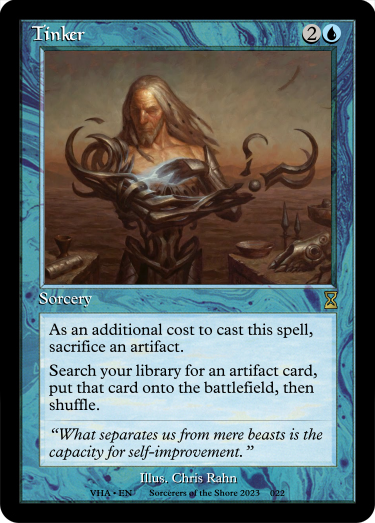 Tinker 2
Sorcery
As an additional cost to cast this spell,
sacrifice an artifact.
Search your library for an artifact card,
put that card onto the battlefield, then
shuffle.
“What separates us from mere beasts is the
capacity for self-improvement.”
Illus. Chris Rahn
VHA • EN Sorcerers of the Shore 2023 022